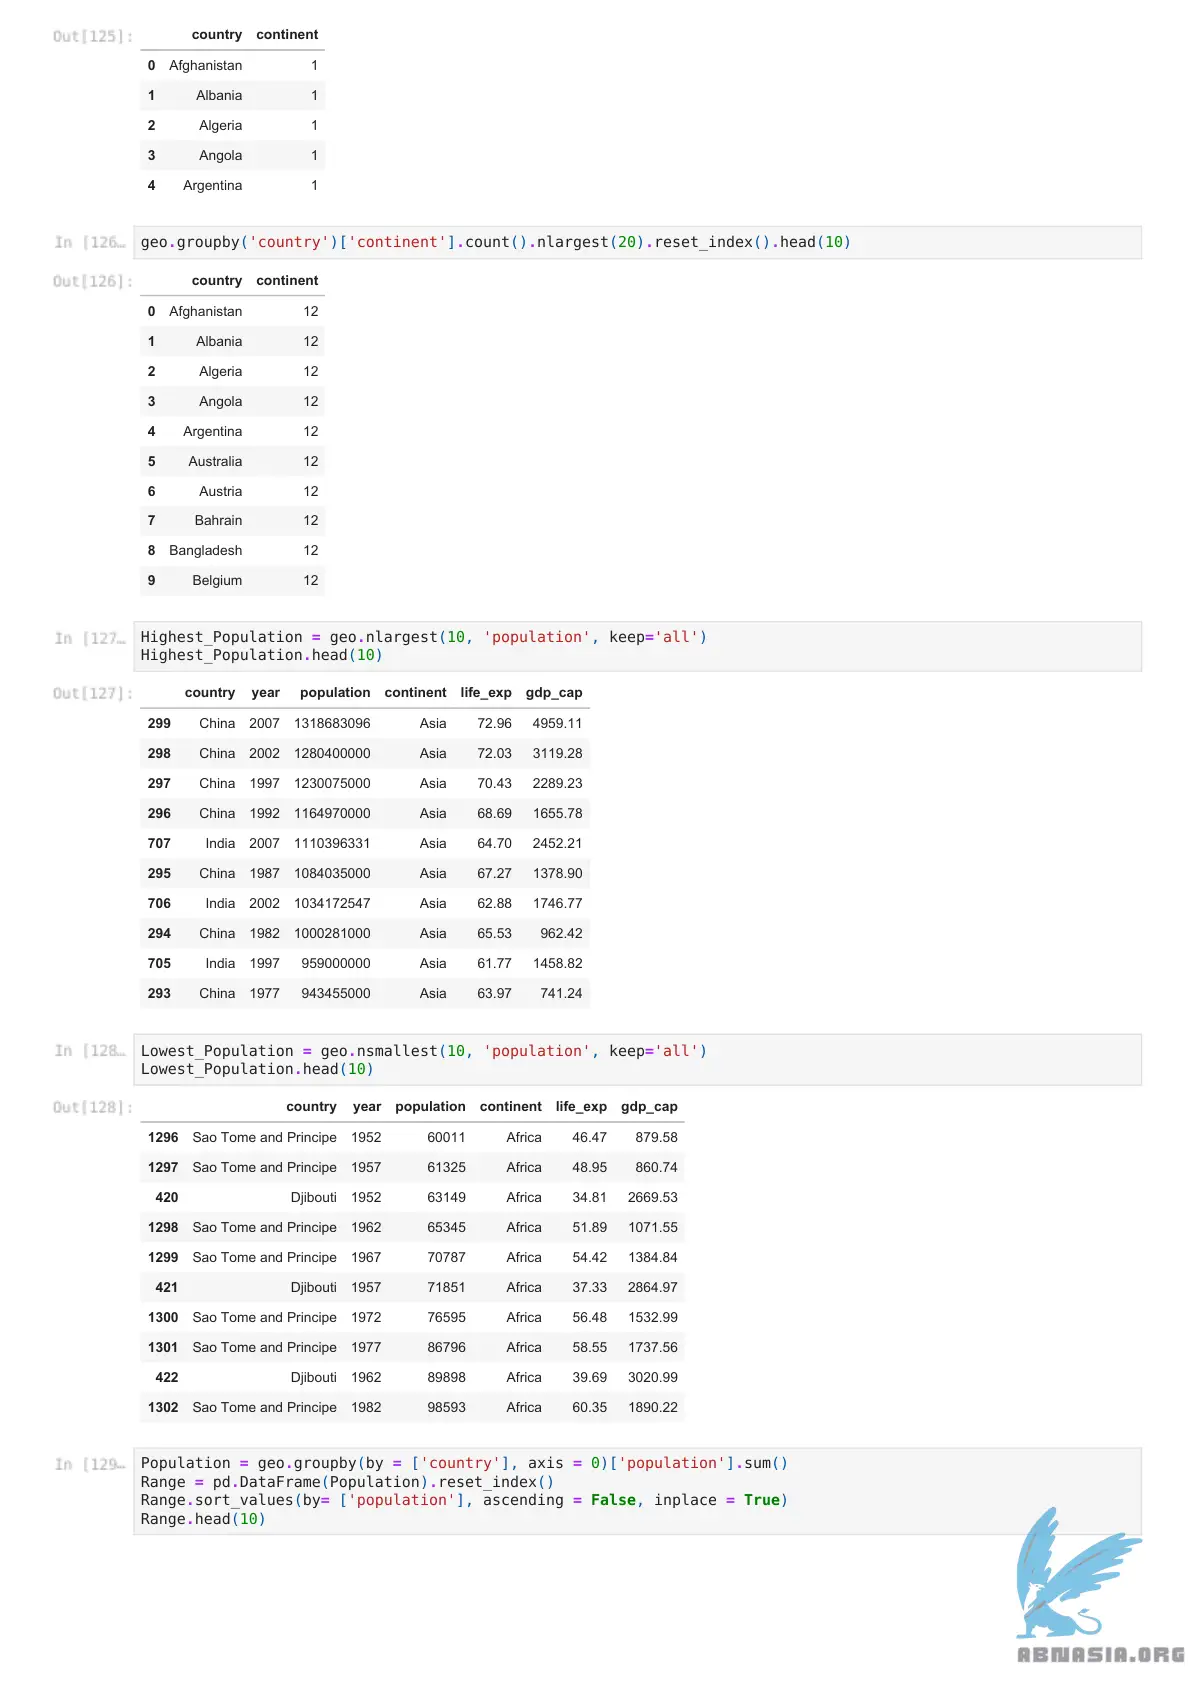 Out[125]:
country continent
0 Afghanistan 1
1 Albania 1
2 Algeria 1
3 Angola 1
4 Argentina 1
In [126…
geo.groupby('country')['continent'].count().nlargest(20).reset_index().head(10)
Out[126]:
country continent
0 Afghanistan 12
1 Albania 12
2 Algeria 12
3 Angola 12
4 Argentina 12
5 Australia 12
6 Austria 12
7 Bahrain 12
8 Bangladesh 12
9 Belgium 12
In [127…
Highest_Population = geo.nlargest(10, 'population', keep='all')
Highest_Population.head(10)
Out[127]:
country year population continent life_exp gdp_cap
299 China 2007 1318683096 Asia 72.96 4959.11
298 China 2002 1280400000 Asia 72.03 3119.28
297 China 1997 1230075000 Asia 70.43 2289.23
296 China 1992 1164970000 Asia 68.69 1655.78
707 India 2007 1110396331 Asia 64.70 2452.21
295 China 1987 1084035000 Asia 67.27 1378.90
706 India 2002 1034172547 Asia 62.88 1746.77
294 China 1982 1000281000 Asia 65.53 962.42
705 India 1997 959000000 Asia 61.77 1458.82
293 China 1977 943455000 Asia 63.97 741.24
In [128…
Lowest_Population = geo.nsmallest(10, 'population', keep='all')
Lowest_Population.head(10)
Out[128]:
country year population continent life_exp gdp_cap
1296 Sao Tome and Principe 1952 60011 Africa 46.47 879.58
1297 Sao Tome and Principe 1957 61325 Africa 48.95 860.74
420 Djibouti 1952 63149 Africa 34.81 2669.53
1298 Sao Tome and Principe 1962 65345 Africa 51.89 1071.55
1299 Sao Tome and Principe 1967 70787 Africa 54.42 1384.84
421 Djibouti 1957 71851 Africa 37.33 2864.97
1300 Sao Tome and Principe 1972 76595 Africa 56.48 1532.99
1301 Sao Tome and Principe 1977 86796 Africa 58.55 1737.56
422 Djibouti 1962 89898 Africa 39.69 3020.99
1302 Sao Tome and Principe 1982 98593 Africa 60.35 1890.22
In [129…
Population = geo.groupby(by = ['country'], axis = 0)['population'].sum()
Range = pd.DataFrame(Population).reset_index()
Range.sort_values(by= ['population'], ascending = False, inplace = True)
Range.head(10)
ABNASIA.ORG